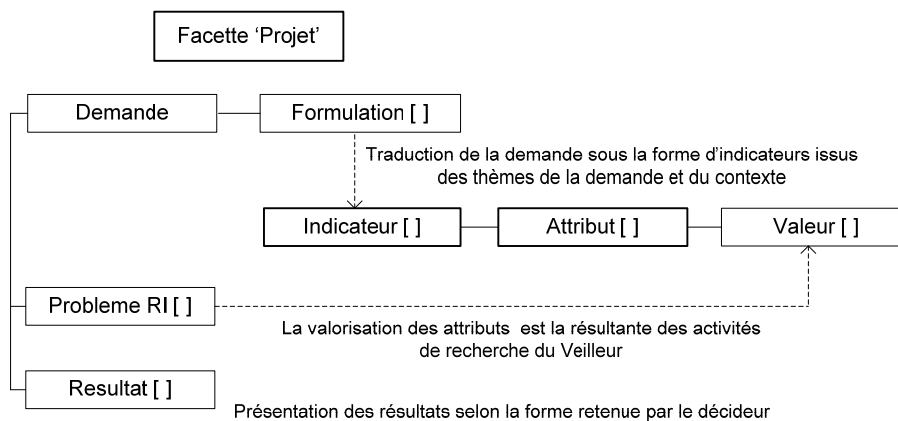 Facette ‘Projet’
Demande
Formulation [ ]
Traduction de la demande sous la forme d’indicateurs issus
des thèmes de la demande et du contexte
Indicateur [ ]
Attribut [ ]
Valeur [ ]
Probleme RI [ ]
La valorisation des attributs est la résultante des activités
de recherche du Veilleur
Resultat [ ]
Présentation des résultats selon la forme retenue par le décideur